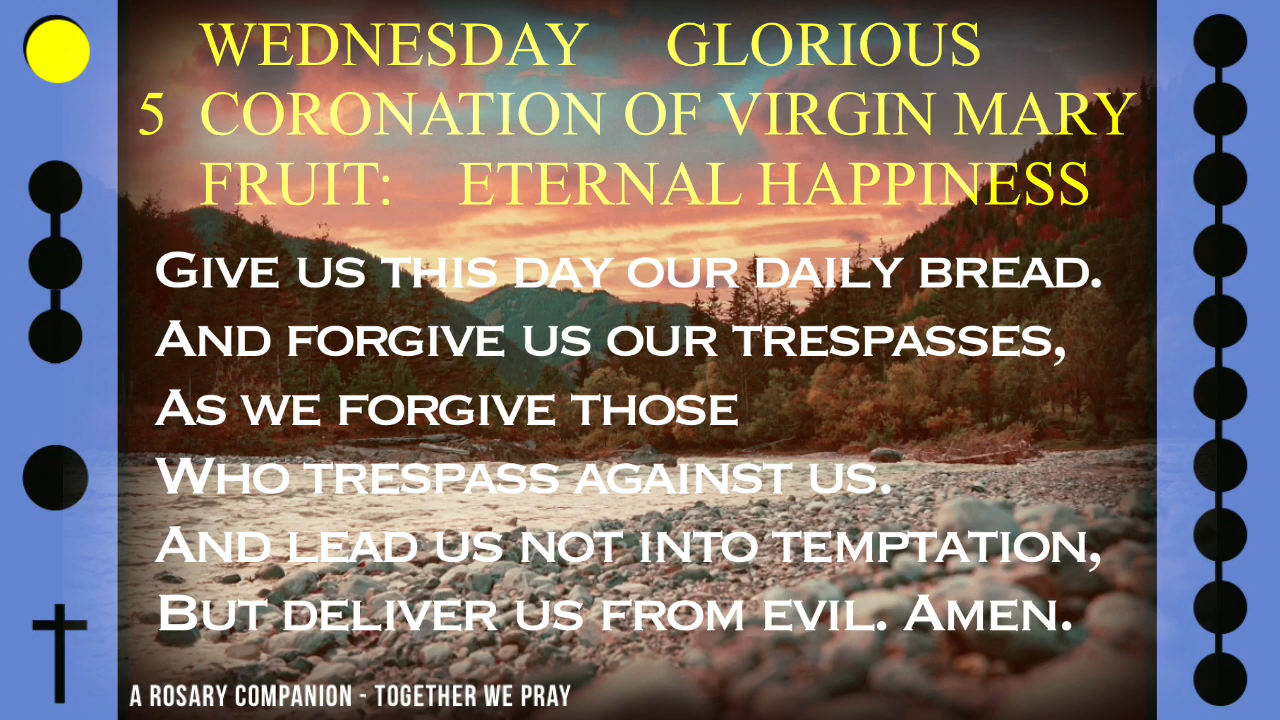 WEDNESDAY GLORIOUS
5 CORONATION OF VIRGIN MARY
FRUIT: ETERNAL HAPPINESS
GIVE US THIS DAY OUR DAILY BREAD.
AND FORGIVE US OUR TRESPASSES,
AS WE FORGIVE THOSE
WHO TRESPASS AGAINST US.
AND LEAD US NOT INTO TEMPTATION,
BUT DELIVER US FROM EVIL. AMEN.
A ROSARY COMPANION - TOGETHER WE PRAY